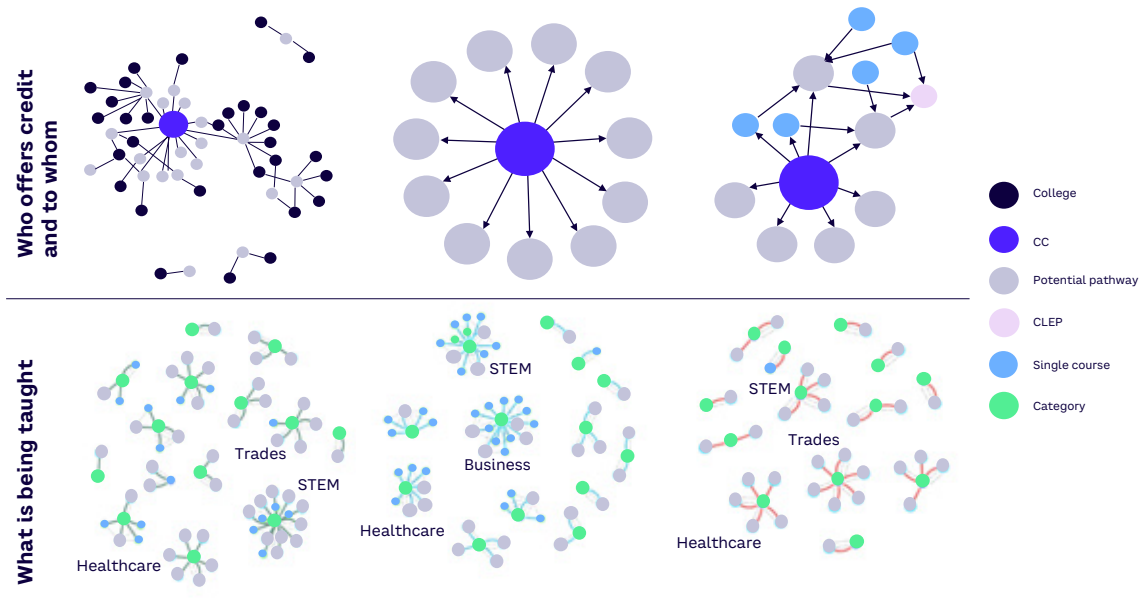 Who offers credit
and to whom
College
CC
Potential pathway
CLEP
Single course
Category
What is being taught
STEM
Trades
STEM
Business
Healthcare
Healthcare
STEM
Trades
Healthcare